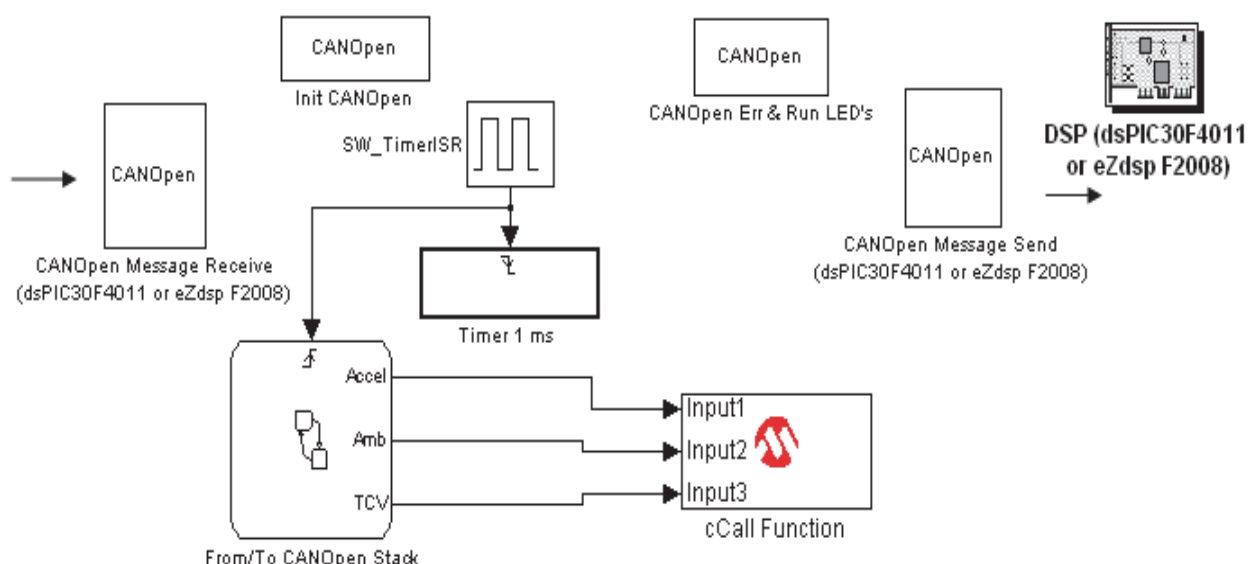 CANOpen
Init CANOpen
CANOpen
CANOpen Err & Run LED's
DSP (dsPIC30F4011
or eZdsp F2008)
SW_TimerISR
CANOpen
CANOpen Message Receive
(dsPIC30F4011 or eZdsp F2008)
CANOpen
CANOpen Message Send
(dsPIC30F4011 or eZdsp F2008)
Timer 1 ms
Accel
Amb
TCV
From/To CANOpen Stack
Input1
Input2
Input3
cCall Function